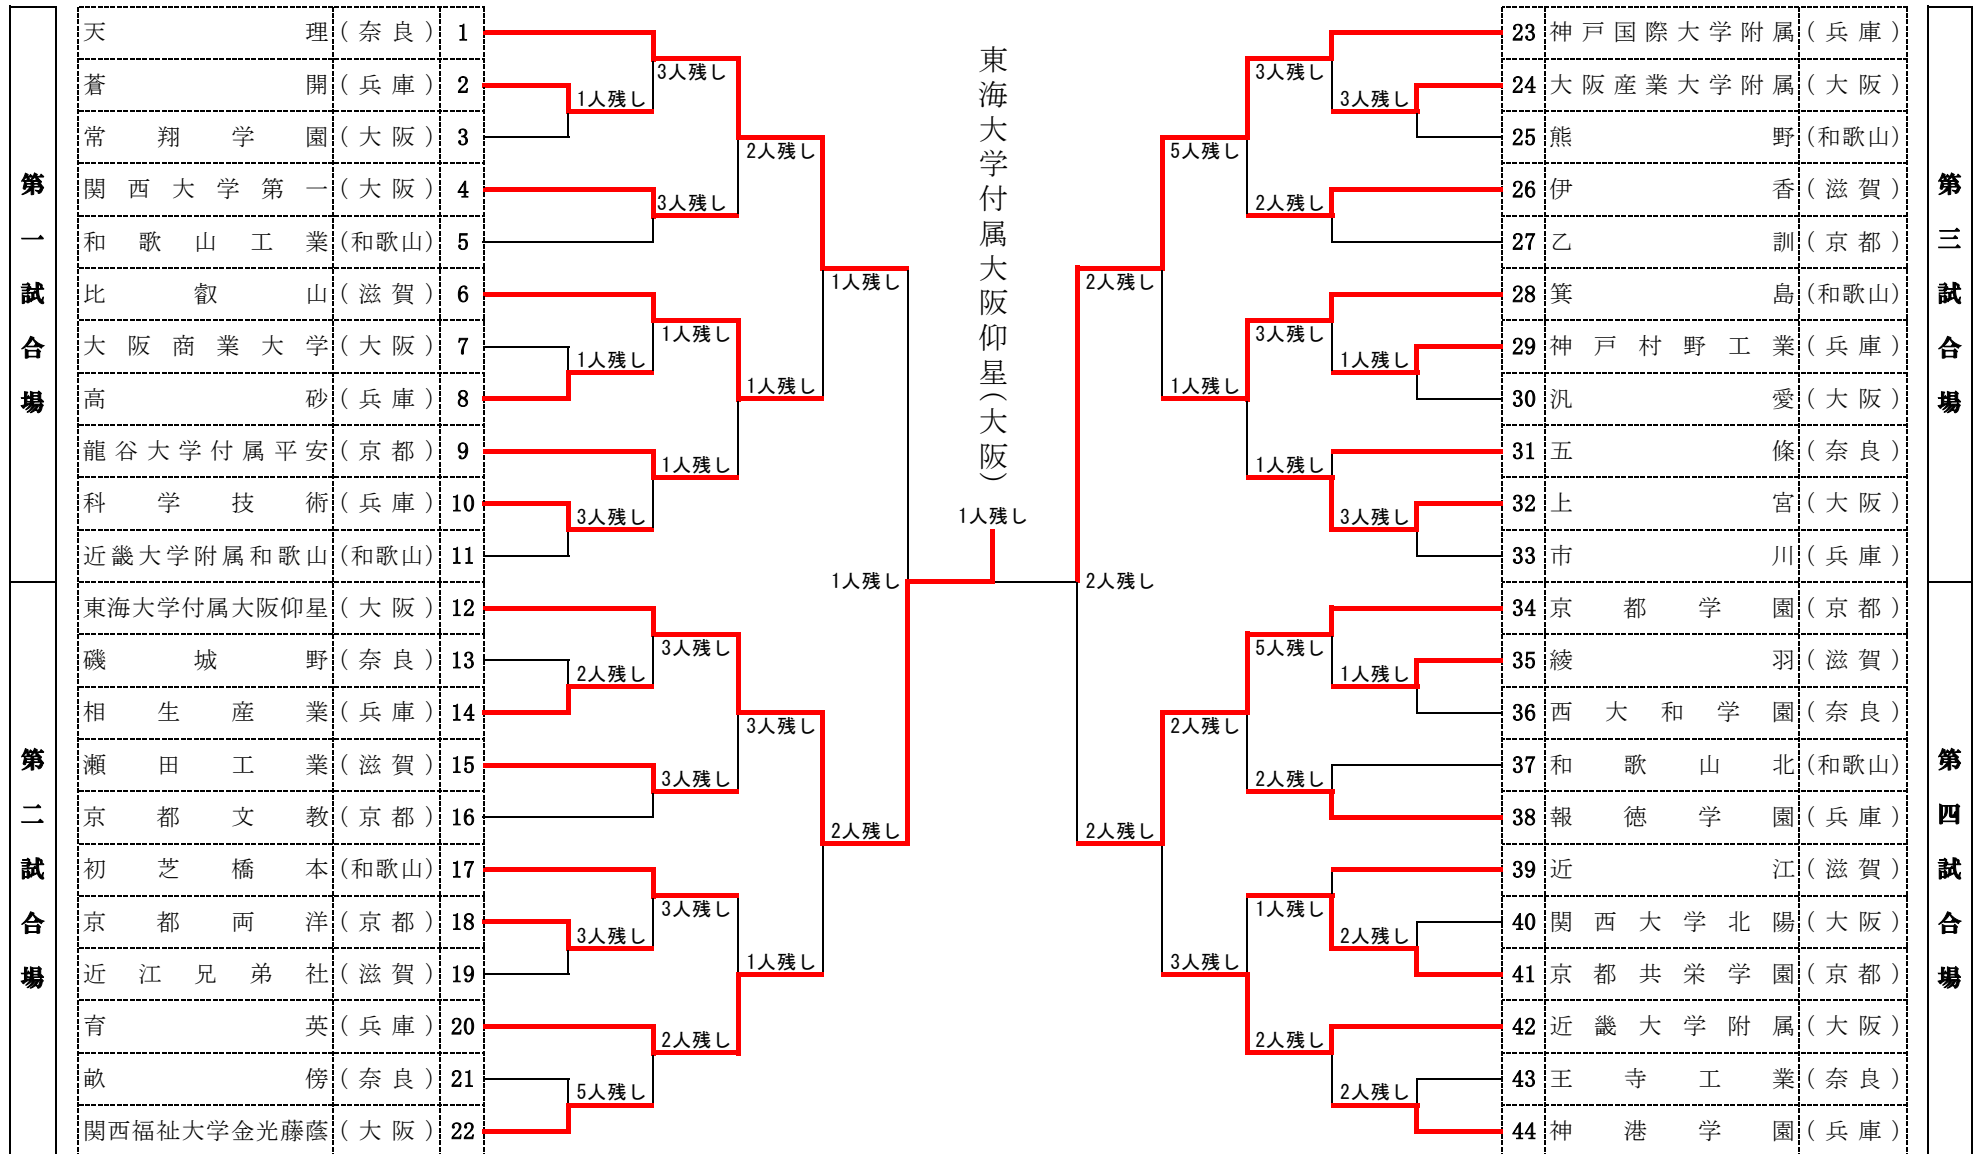 第一試合場
天理 (奈良) 1
蒼開 (兵庫) 2
常翔学園 (大阪) 3
関西大学第一 (大阪) 4
和歌山工業 (和歌山) 5
比叡山 (滋賀) 6
大阪商業大学 (大阪) 7
高砂 (兵庫) 8
龍谷大学付属平安 (京都) 9
科学技術 (兵庫) 10
近畿大学附属和歌山 (和歌山) 11
第二試合場
東海大学付属大阪仰星 (大阪) 12
磯城野 (奈良) 13
相生産業 (兵庫) 14
瀬田工業 (滋賀) 15
京都文教 (京都) 16
初芝橋本 (和歌山) 17
京都両洋 (京都) 18
近江兄弟社 (滋賀) 19
育英 (兵庫) 20
畝傍 (奈良) 21
関西福祉大学金光藤蔭 (大阪) 22
1人残し
1人残し
3人残し
2人残し
5人残し
3人残し
3人残し
1人残し
1人残し
3人残し
3人残し
3人残し
2人残し
2人残し
1人残し
3人残し
1人残し
1人残し
2人残し
1人残し
東海大学付属大阪仰星(大阪)
1人残し
2人残し
2人残し
2人残し
5人残し
1人残し
2人残し
3人残し
3人残し
2人残し
3人残し
1人残し
5人残し
2人残し
1人残し
2人残し
3人残し
1人残し
3人残し
1人残し
2人残し
2人残し
第三試合場
23 神戸国際大学附属 (兵庫)
24 大阪産業大学附属 (大阪)
25 熊野 (和歌山)
26 伊香 (滋賀)
27 乙訓 (京都)
28 箕島 (和歌山)
29 神戸村野工業 (兵庫)
30 汎愛 (大阪)
31 五條 (奈良)
32 上宮 (大阪)
33 市川 (兵庫)
第四試合場
34 京都学園 (京都)
35 綾羽 (滋賀)
36 西大和学園 (奈良)
37 和歌山北 (和歌山)
38 報徳学園 (兵庫)
39 近江 (滋賀)
40 関西大学北陽 (大阪)
41 京都共栄学園 (京都)
42 近畿大学附属 (大阪)
43 王寺工業 (奈良)
44 神港学園 (兵庫)